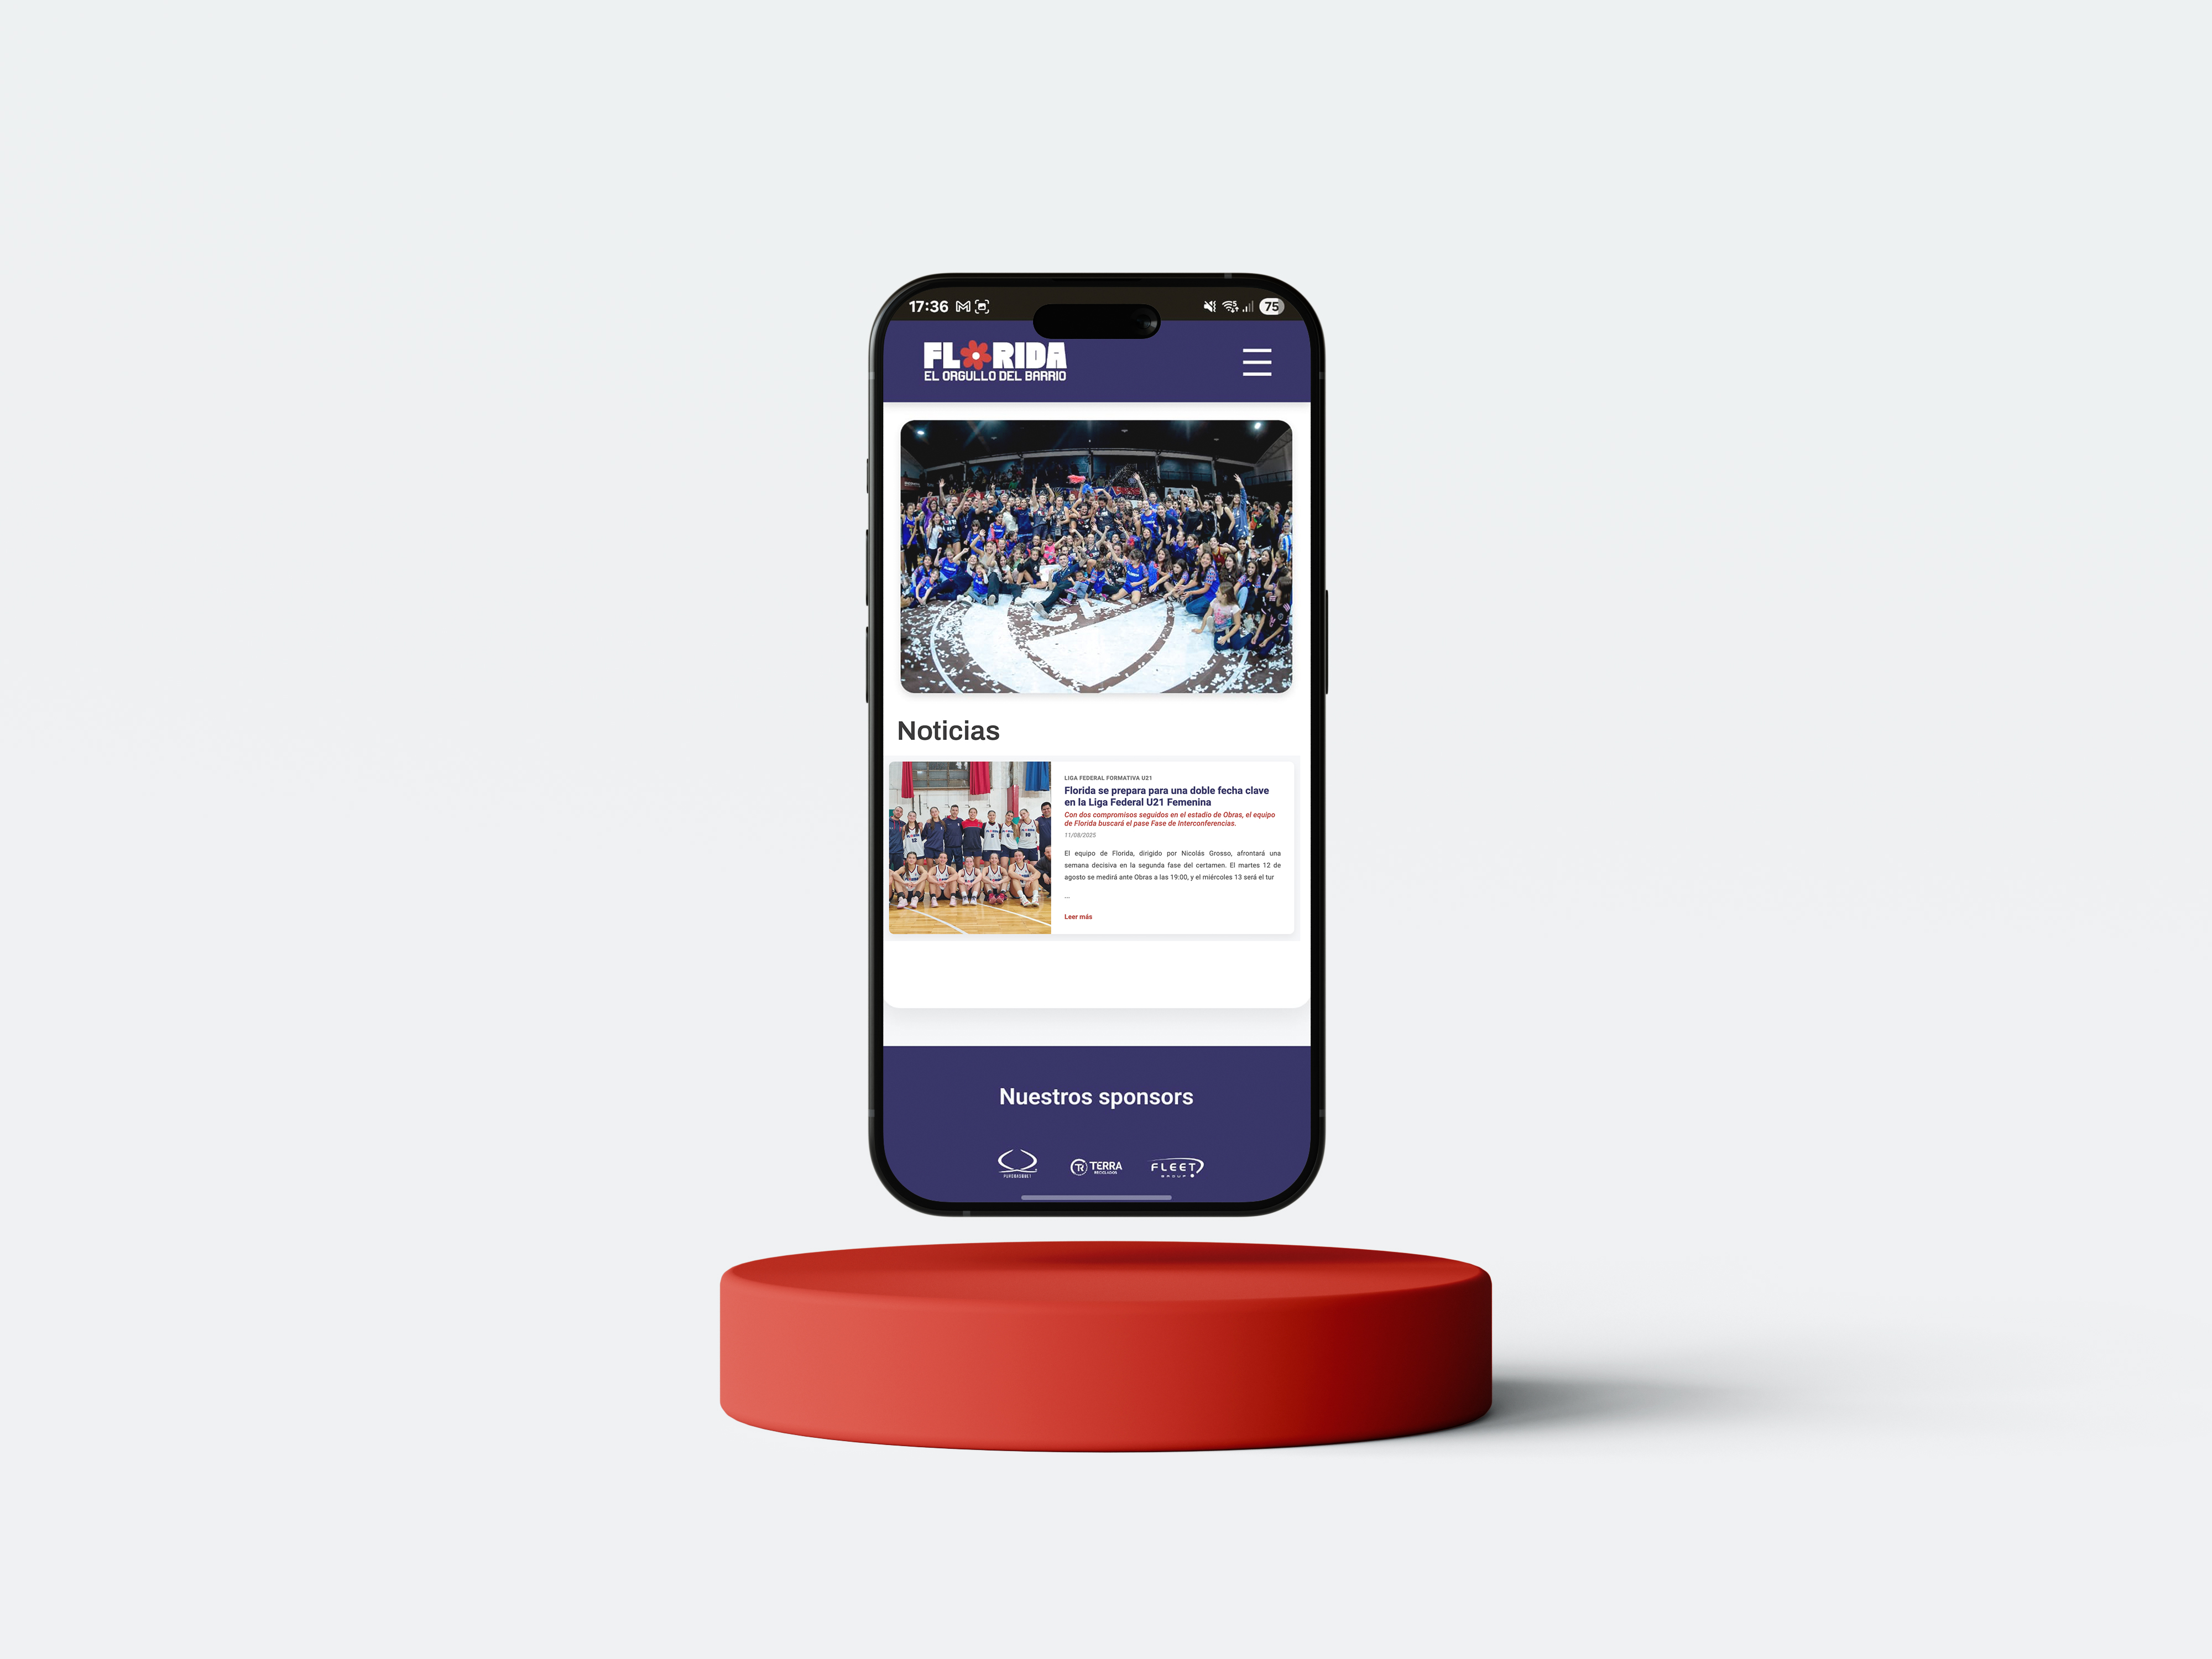 17:36
75
FLORIDA
EL ORGULLO DEL BARRIO
Noticias
LIGA FEDERAL FORMATIVA U21
Florida se prepara para una doble fecha clave
en la Liga Federal U21 Femenina
Con dos compromisos seguidos en el estadio de Obras, el equipo
de Florida buscará el pase Fase de Interconferencias.
11/08/2025
El equipo de Florida, dirigido por Nicolás Grosso, afrontará una
semana decisiva en la segunda fase del certamen. El martes 12 de
agosto se medirá ante Obras a las 19:00, y el miércoles 13 será el tur
...
Leer más
Nuestros sponsors
PUROBASQUET
TR TERRA
RECICLADOS
FLEET
GROUP